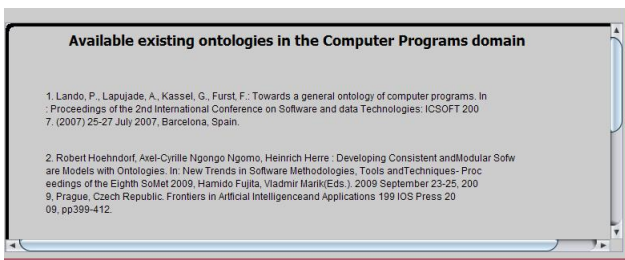 Available existing ontologies in the Computer Programs domain
1. Lando, P., Lapujade, A., Kassel, G., Furst, F.: Towards a general ontology of computer programs. In
: Proceedings of the 2nd International Conference on Software and data Technologies: ICSOFT 200
7. (2007) 25-27 July 2007, Barcelona, Spain.
2. Robert Hoehndorf, Axel-Cyrille Ngongo Ngomo, Heinrich Herre : Developing Consistent andModular Sofw
are Models with Ontologies. In: New Trends in Software Methodologies, Tools andTechniques- Proc
eedings of the Eighth SoMet 2009, Hamido Fujita, Vladmir Marik(Eds.). 2009 September 23-25, 200
9, Prague, Czech Republic. Frontiers in Artficial Intelligenceand Applications 199 IOS Press 20
09, pp399-412.